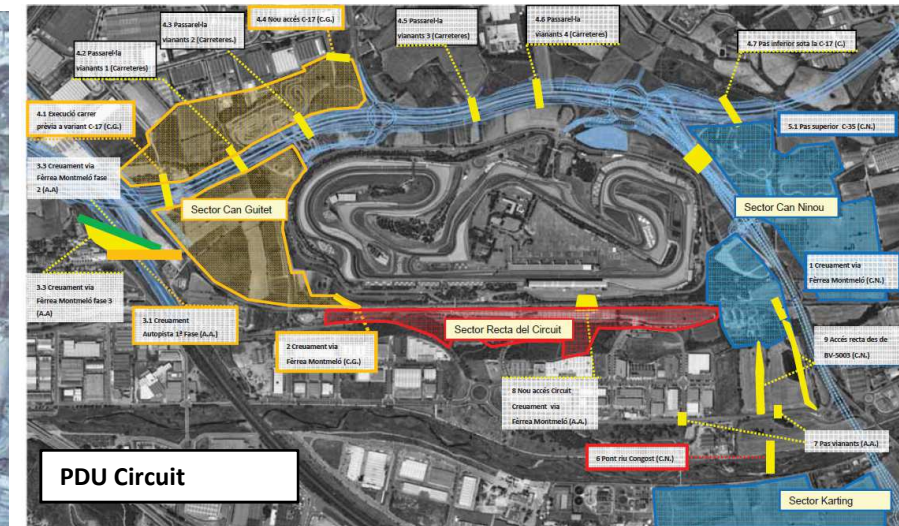 4.3 Passarel·la
vianants 2 (Carreteres.)
4.4 Nou accés C-17 (C.G.)
4.5 Passarel·la
vianants 3 (Carreteres)
4.6 Passarel·la
vianants 4 (Carreteres)
4.7 Pas inferior sota la C-17 (C.)
4.2 Passarel·la
vianants 1 (Carreteres)
4.1 Execució carrer
prèvia a variant C-17 (C.G.)
5.1 Pas superior C-35 (C.N.)
3.3 Creuament via
Fèrrea Montmeló fase
2 (A.A)
Sector Can Guitet
Sector Can Ninou
1 Creuament via
Fèrrea Montmeló (C.N.)
3.3 Creuament via
Fèrrea Montmeló fase 3
(A.A)
3.1 Creuament
Autopista 1ª Fase (A.A.)
2 Creuament via
Fèrrea Montmeló (C.G.)
Sector Recta del Circuit
9 Accés recta des de
BV-5003 (C.N.)
8 Nou accés Circuit
Creuament via
Fèrrea Montmeló (A.A.)
7 Pas vianants (A.A.)
6 Pont riu Congost (C.N.)
PDU Circuit
Sector Karting